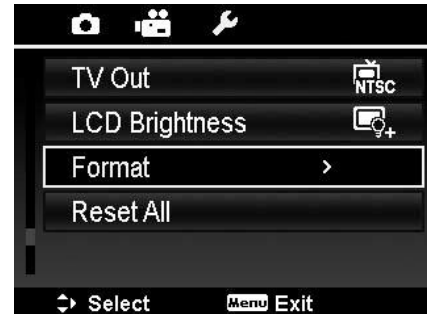 TV Out NTSC
LCD Brightness
Format >
Reset All
Select Menu Exit